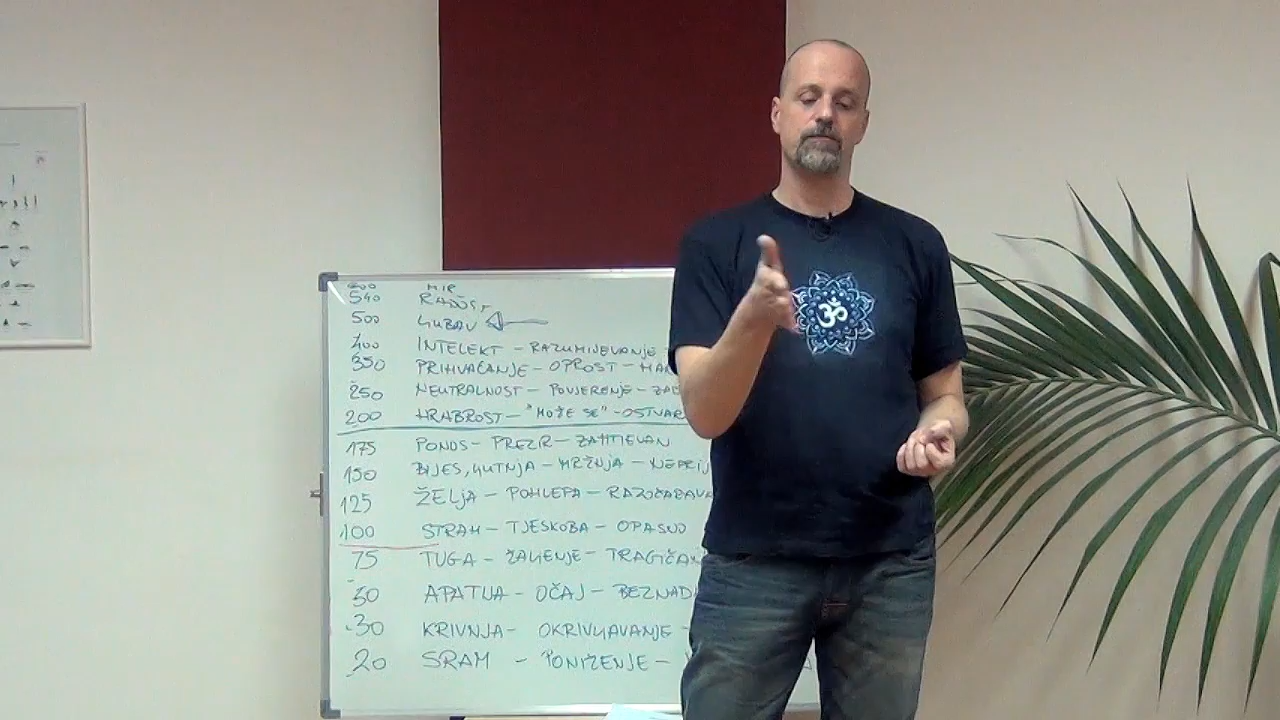 540 RADOST
500 LJUBAV
400 INTELEKT - RAZUMIJEVANJE
350 PRIHVAĆANJE - OPROST -
250 NEUTRALNOST - POVJERENJE -
200 HRABROST - "MOŽE SE" - OSTVAR
175 PONOS - PREZIR - ZAHTIJEVAN
150 BIJES, LJUTNJA - MRŽNJA - NEPRIJ
125 ŽELJA - POHLEPA - RAZOČARAVA
100 STRAH - TJESKOBA - OPASNO
75 TUGA - ŽALJENJE - TRAGIČAN
50 APATIJA - OČAJ - BEZNAD
30 KRIVNJA - OKRIVLJAVANJE -
20 SRAM - PONIŽENJE -
ॐ